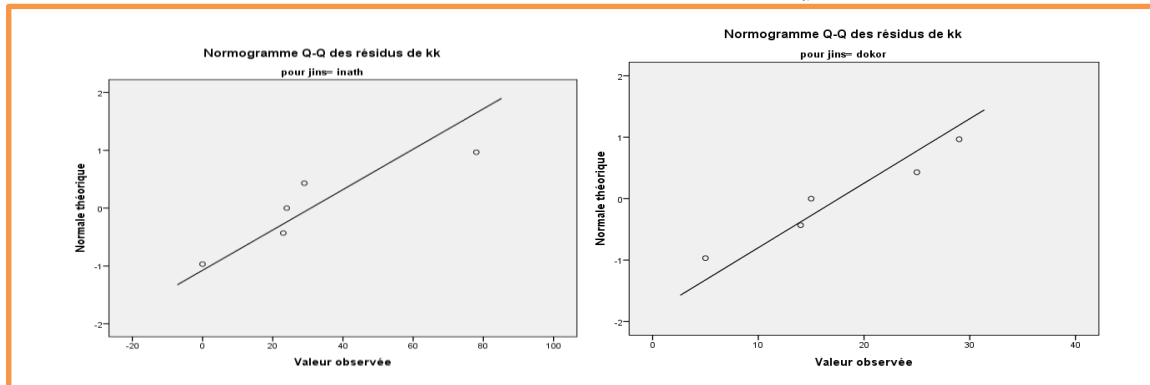 Normogramme Q-Q des résidus de kk
pour jins= inath
Normale théorique
2
1
0
-1
-2
-20 0 20 40 60 80 100
Valeur observée
Normogramme Q-Q des résidus de kk
pour jins= dokor
Normale théorique
2
1
0
-1
-2
0 10 20 30 40
Valeur observée